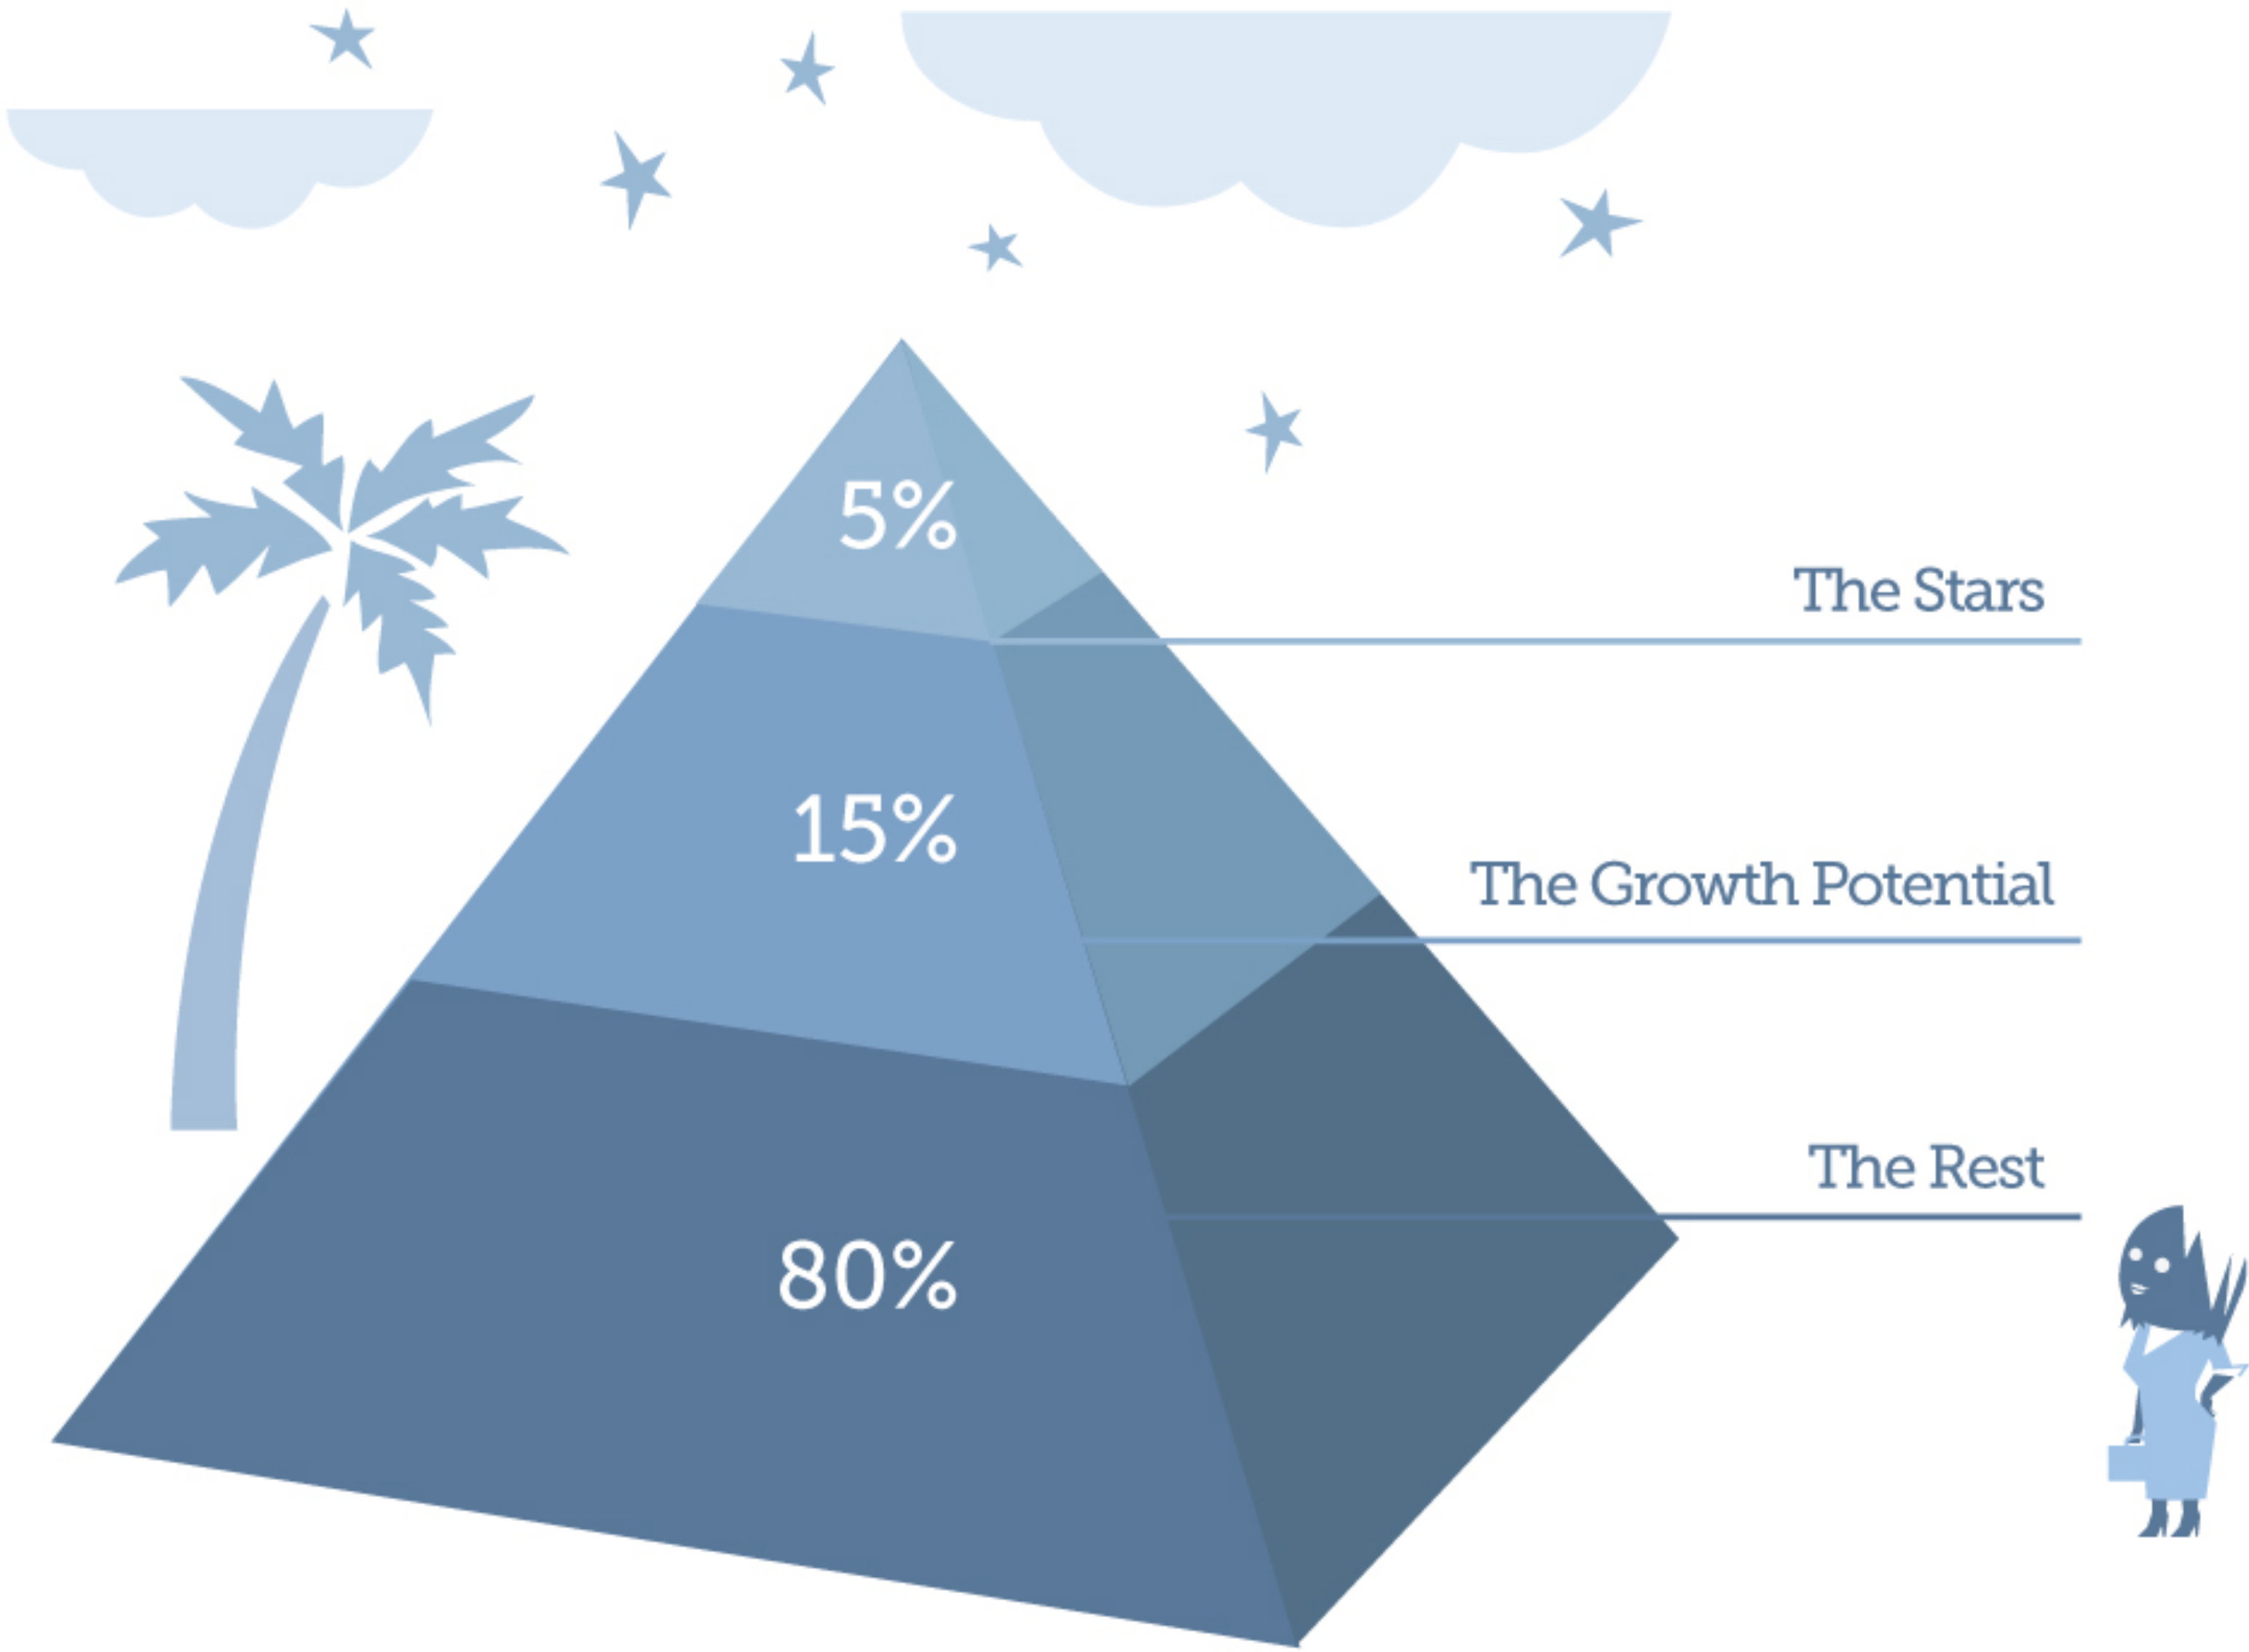 5%
The Stars
15%
The Growth Potential
The Rest
80%